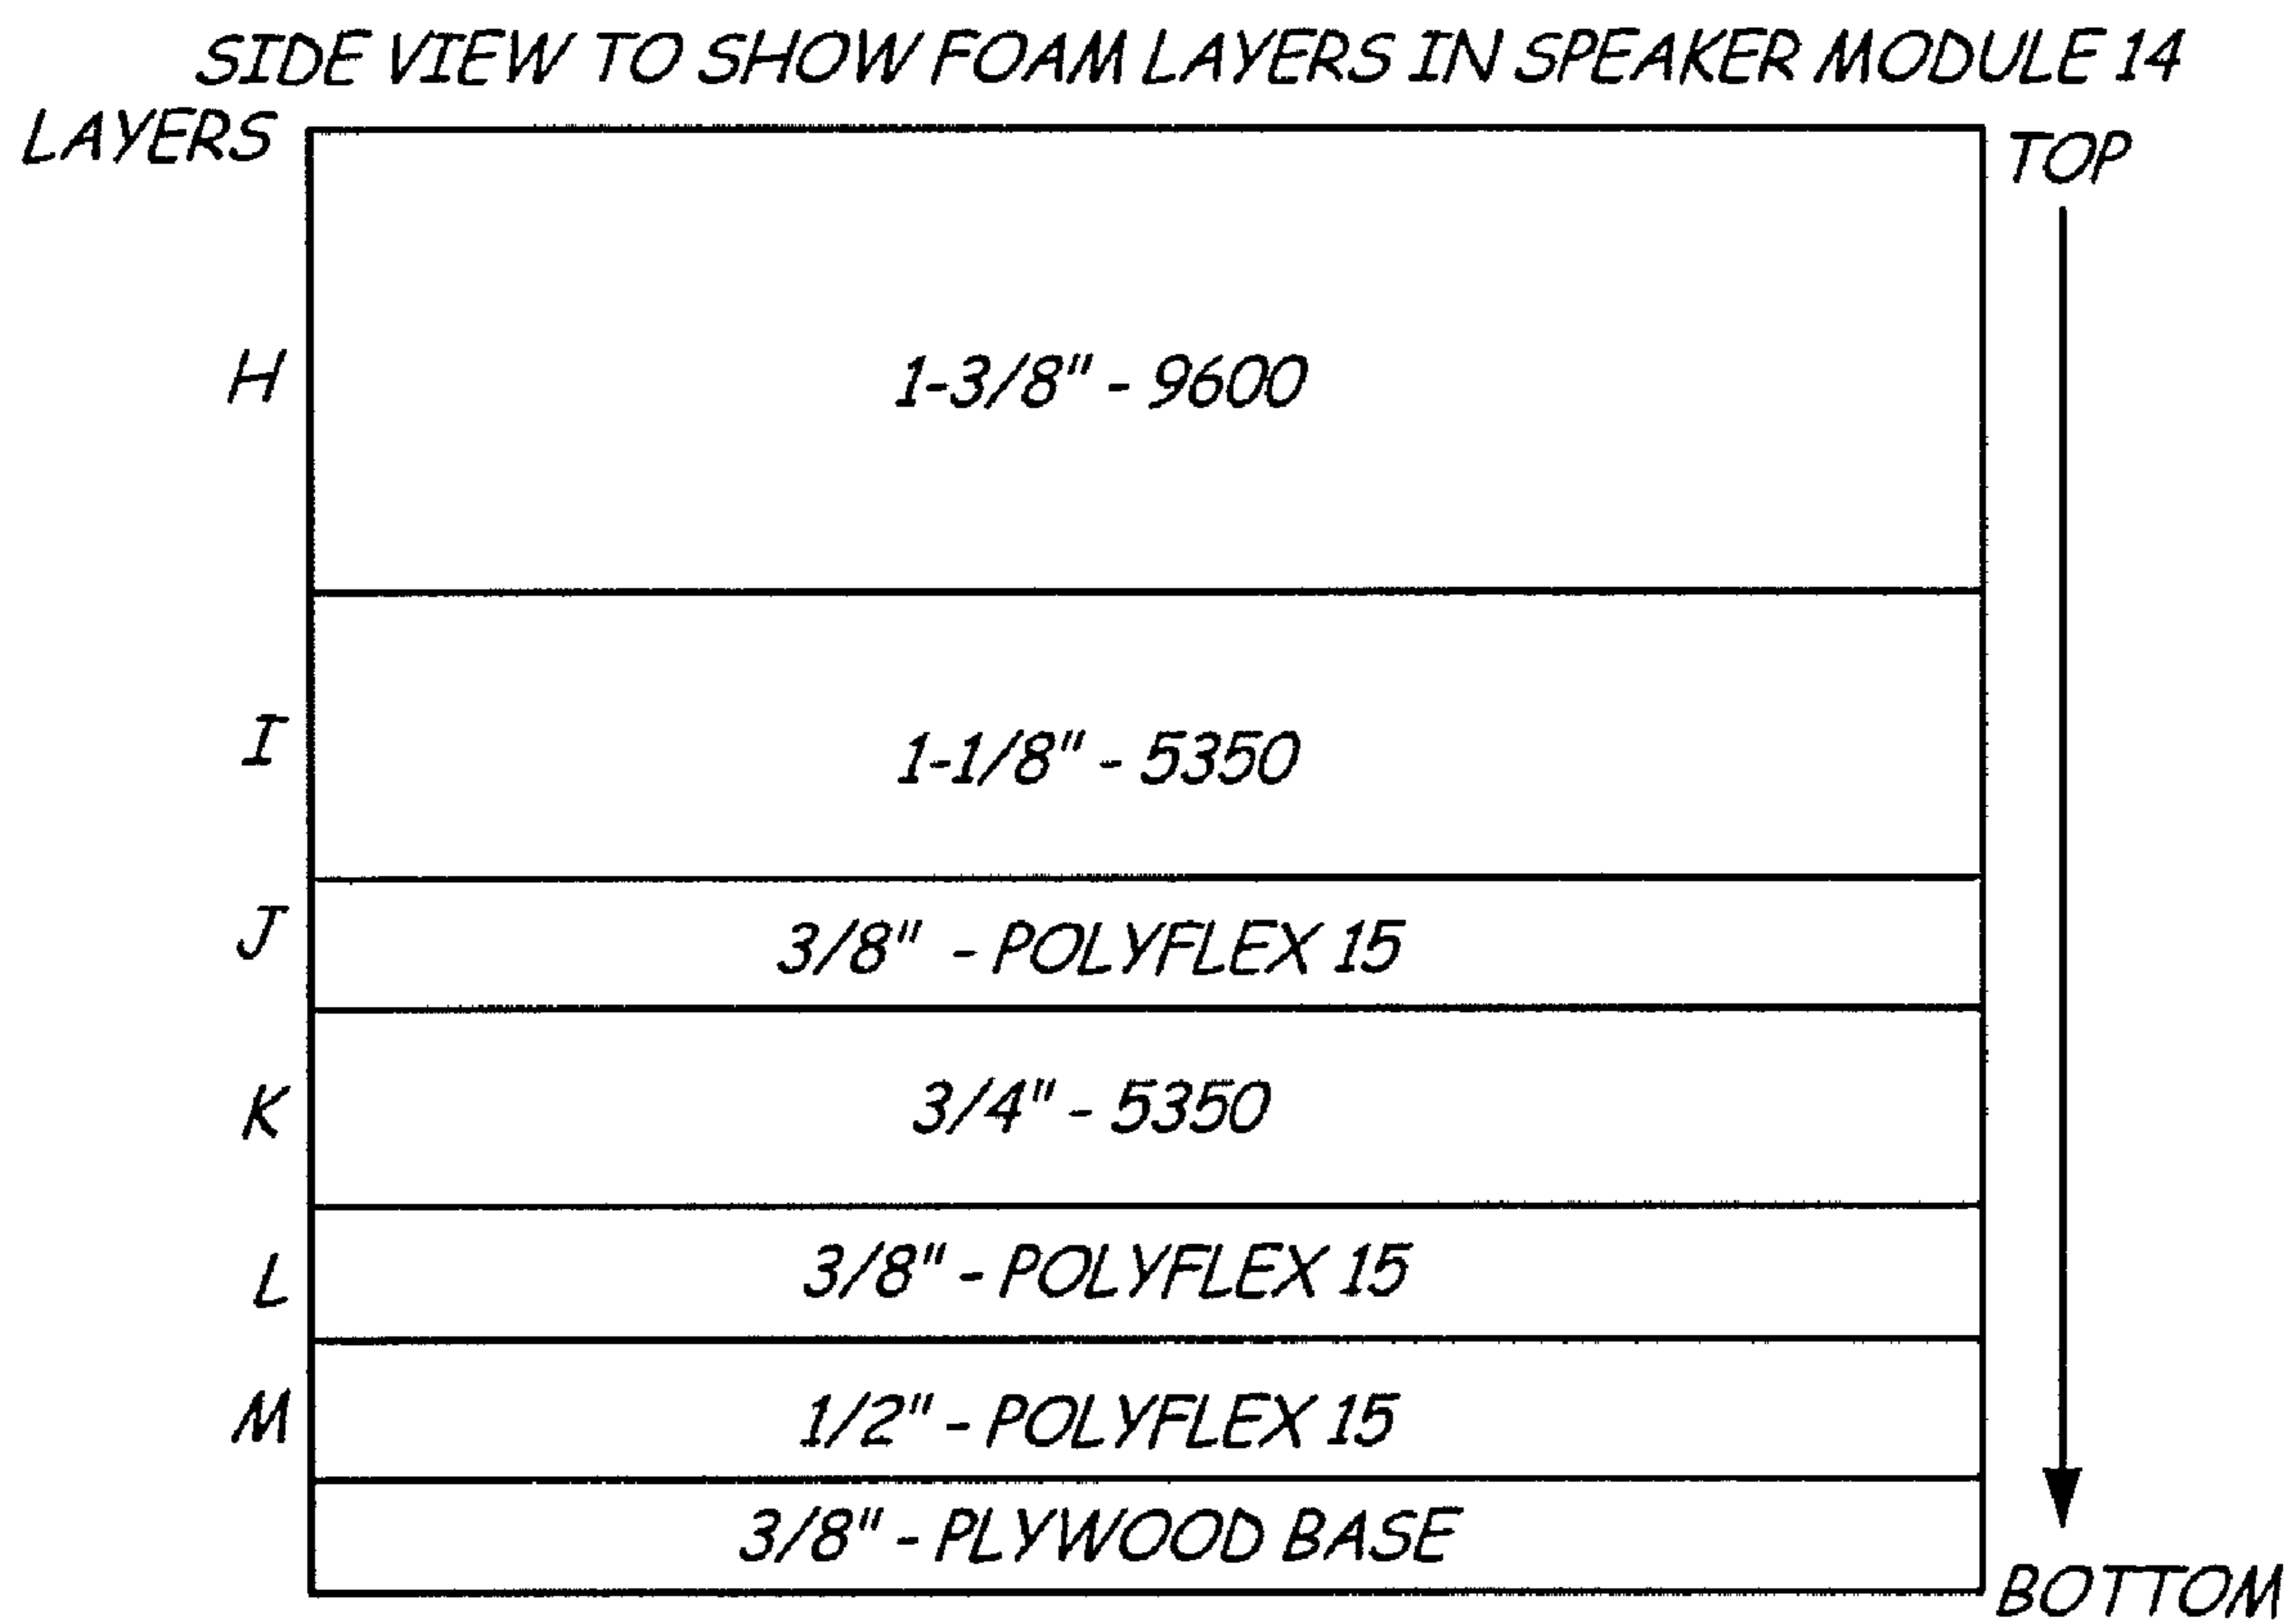 SIDE VIEW TO SHOW FOAM LAYERS IN SPEAKER MODULE 14
LAYERS
TOP
H
1-3/8" - 9600
I
1-1/8" - 5350
J
3/8" - POLYFLEX 15
K
3/4" - 5350
L
3/8" - POLYFLEX 15
M
1/2" - POLYFLEX 15
3/8" - PLYWOOD BASE
BOTTOM